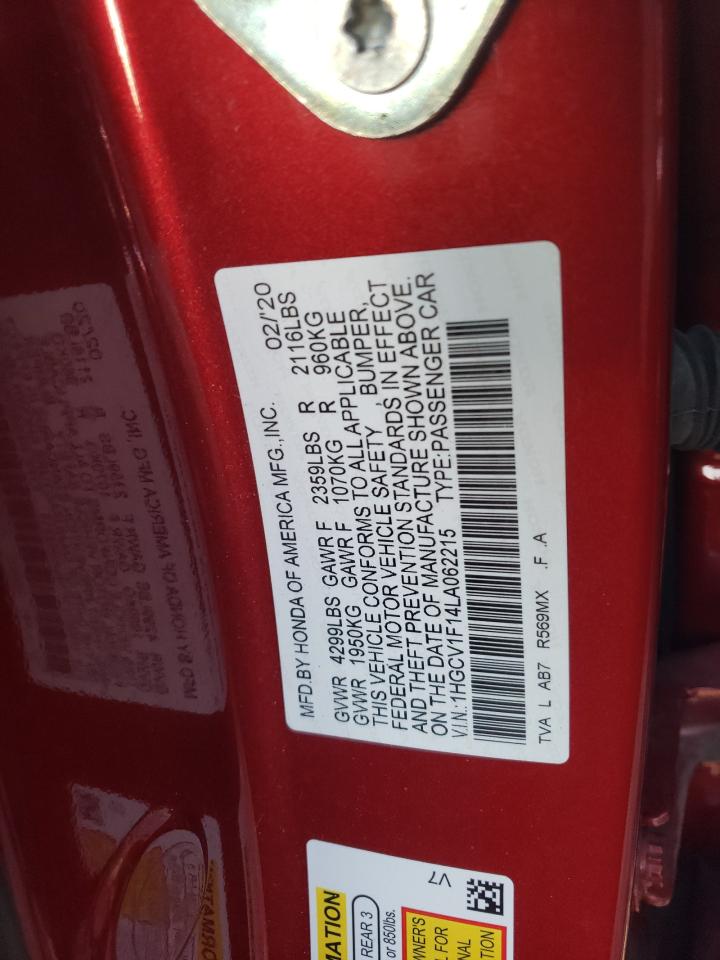 MFD.BY HONDA OF AMERICA MFG.,INC. 02/'20
GVWR 4299LBS GAWR F 2359LBS R 2116LBS
GVWR 1950KG GAWR F 1070KG R 960KG
THIS VEHICLE CONFORMS TO ALL APPLICABLE
FEDERAL MOTOR VEHICLE SAFETY BUMPER,
AND THEFT PREVENTION STANDARDS IN EFFECT
ON THE DATE OF MANUFACTURE SHOWN ABOVE.
V.I.N.:1HGCV1F14LA062215 TYPE:PASSENGER CAR
TVA L AB7 R569MX .F .A
MATION
REAR 3
or 850lbs.
WNER'S
L FOR
NAL
TION
V7